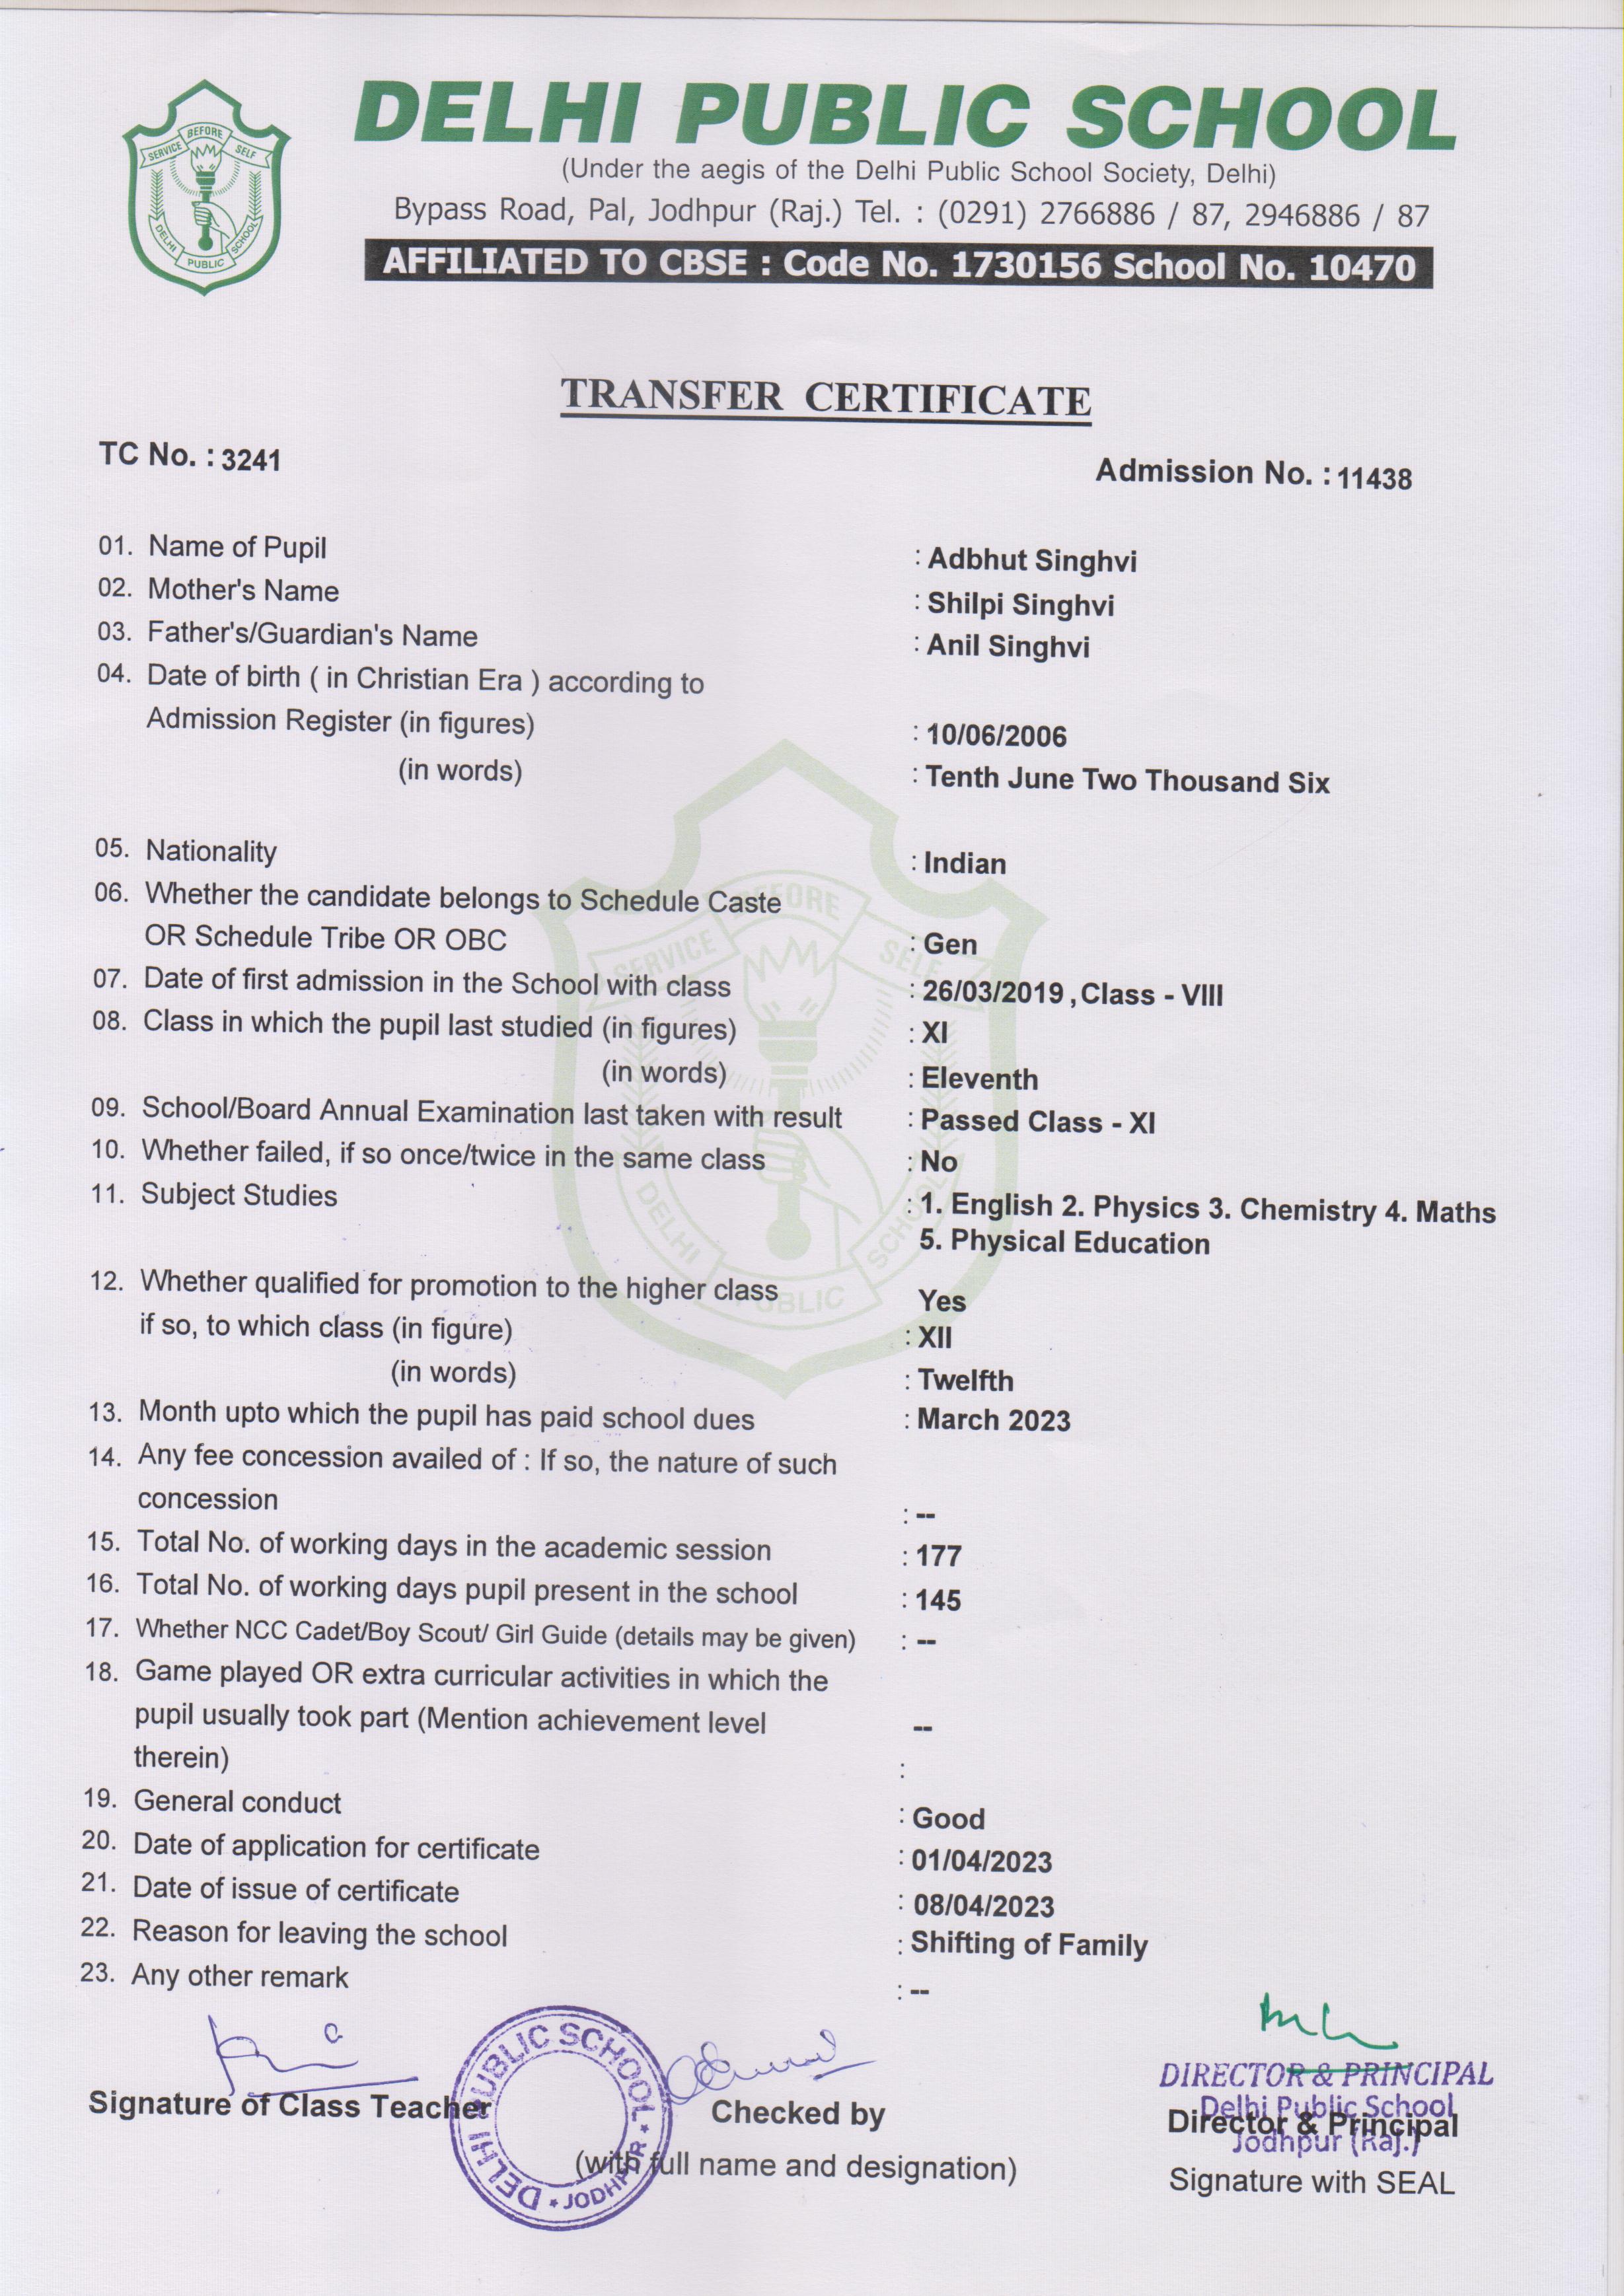 BEFORE
SERVICE SELF
DELHI PUBLIC SCHOOL
DELHI PUBLIC SCHOOL
(Under the aegis of the Delhi Public School Society, Delhi)
Bypass Road, Pal, Jodhpur (Raj.) Tel. : (0291) 2766886 / 87, 2946886 / 87
AFFILIATED TO CBSE : Code No. 1730156 School No. 10470
TRANSFER CERTIFICATE
TC No. : 3241 Admission No. : 11438
01. Name of Pupil : Adbhut Singhvi
02. Mother's Name : Shilpi Singhvi
03. Father's/Guardian's Name : Anil Singhvi
04. Date of birth ( in Christian Era ) according to
Admission Register (in figures) : 10/06/2006
(in words) : Tenth June Two Thousand Six
05. Nationality : Indian
06. Whether the candidate belongs to Schedule Caste
OR Schedule Tribe OR OBC : Gen
07. Date of first admission in the School with class : 26/03/2019 , Class - VIII
08. Class in which the pupil last studied (in figures) : XI
(in words) : Eleventh
09. School/Board Annual Examination last taken with result : Passed Class - XI
10. Whether failed, if so once/twice in the same class : No
11. Subject Studies : 1. English 2. Physics 3. Chemistry 4. Maths
5. Physical Education
12. Whether qualified for promotion to the higher class Yes
if so, to which class (in figure) : XII
(in words) : Twelfth
13. Month upto which the pupil has paid school dues : March 2023
14. Any fee concession availed of : If so, the nature of such
concession : --
15. Total No. of working days in the academic session : 177
16. Total No. of working days pupil present in the school : 145
17. Whether NCC Cadet/Boy Scout/ Girl Guide (details may be given) : --
18. Game played OR extra curricular activities in which the
pupil usually took part (Mention achievement level --
therein) :
19. General conduct : Good
20. Date of application for certificate : 01/04/2023
21. Date of issue of certificate : 08/04/2023
22. Reason for leaving the school : Shifting of Family
23. Any other remark : --
BEFORE
SERVICE SELF
DELHI PUBLIC SCHOOL
DELHI PUBLIC SCHOOL
* JODHPUR *
DIRECTOR & PRINCIPAL
Delhi Public School
Jodhpur (Raj.)
Signature of Class Teacher Checked by Director & Principal
(with full name and designation) Signature with SEAL